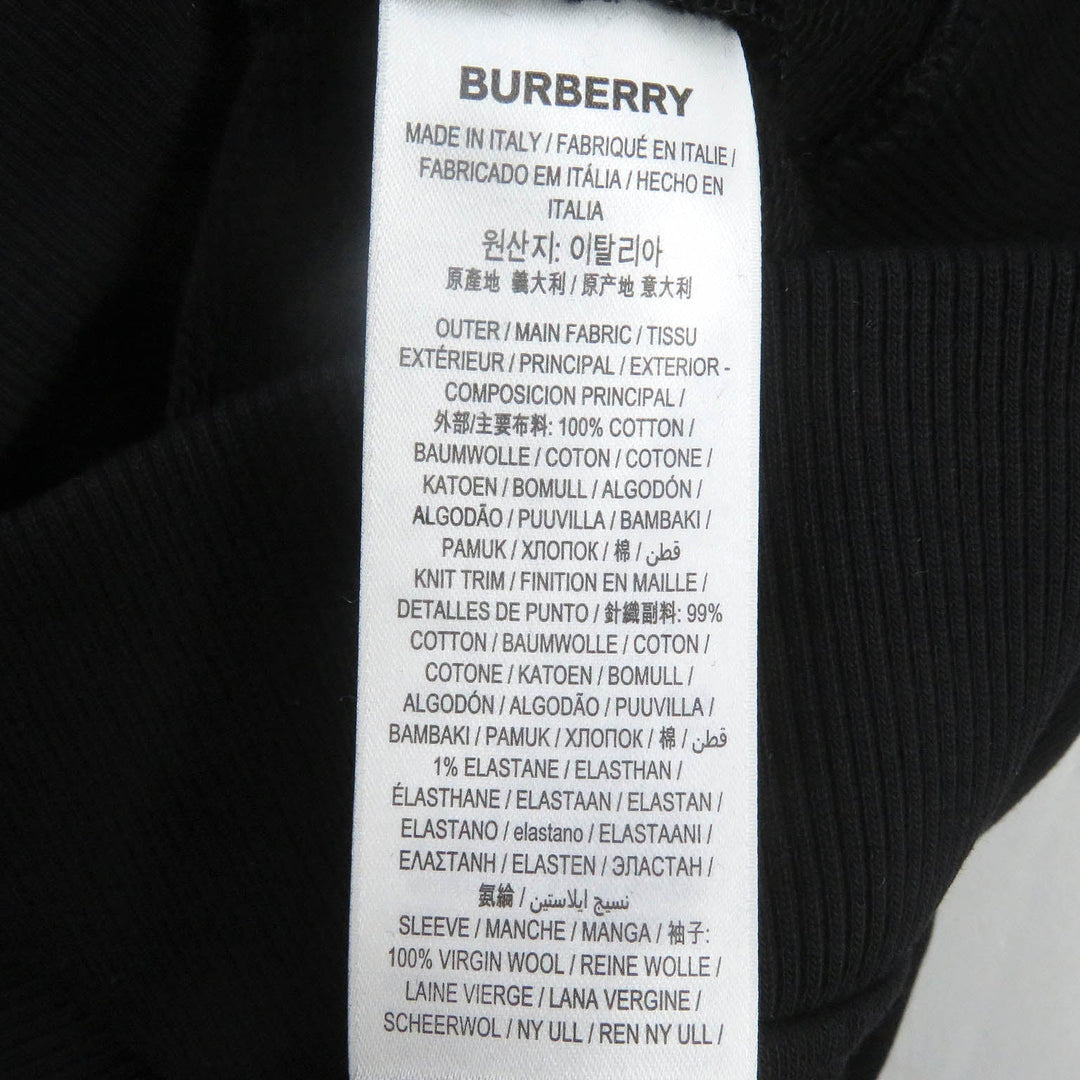 BURBERRY
MADE IN ITALY / FABRIQUÉ EN ITALIE /
FABRICADO EM ITÁLIA / HECHO EN
ITALIA
원산지: 이탈리아
原產地 義大利 / 原产地 意大利
OUTER / MAIN FABRIC / TISSU
EXTÉRIEUR / PRINCIPAL / EXTERIOR -
COMPOSICION PRINCIPAL /
外部/主要布料: 100% COTTON /
BAUMWOLLE / COTON / COTONE /
KATOEN / BOMULL / ALGODÓN /
ALGODÃO / PUUVILLA / BAMBAKI /
PAMUK / ХЛОПОК / 棉 / قطن
KNIT TRIM / FINITION EN MAILLE /
DETALLES DE PUNTO / 針織副料: 99%
COTTON / BAUMWOLLE / COTON /
COTONE / KATOEN / BOMULL /
ALGODÓN / ALGODÃO / PUUVILLA /
BAMBAKI / PAMUK / ХЛОПОК / 棉 / قطن
1% ELASTANE / ELASTHAN /
ÉLASTHANE / ELASTAAN / ELASTAN /
ELASTANO / elastano / ELASTAANI /
ΕΛΑΣΤΑΝΗ / ELASTEN / ЭЛАСТАН /
氨綸 / نسيج ايلاستين
SLEEVE / MANCHE / MANGA / 袖子:
100% VIRGIN WOOL / REINE WOLLE /
LAINE VIERGE / LANA VERGINE /
SCHEERWOL / NY ULL / REN NY ULL /